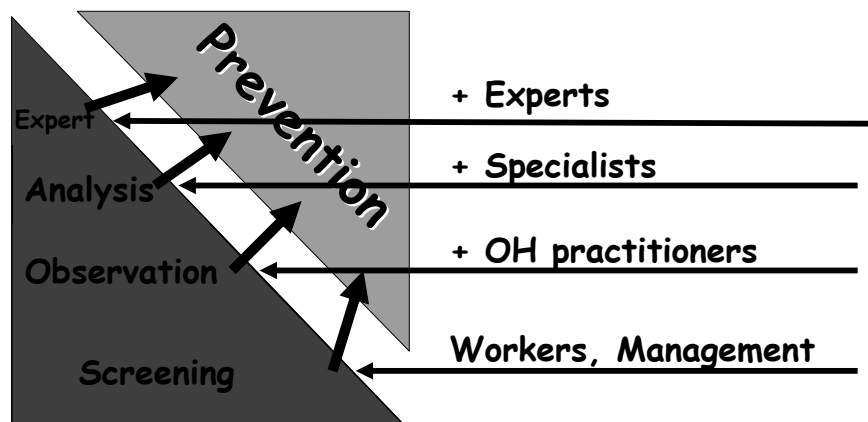 Prevention
+ Experts
Expert
+ Specialists
Analysis
+ OH practitioners
Observation
Workers, Management
Screening